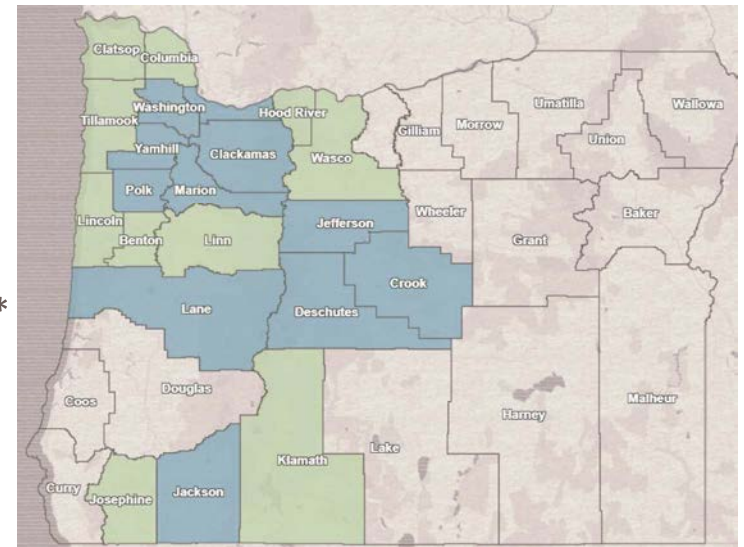 Clatsop
Columbia
Washington
Tillamook
Hood River
Yamhill
Clackamas
Wasco
Gilliam
Morrow
Umatilla
Union
Wallowa
Polk
Marion
Lincoln
Benton
Linn
Jefferson
Wheeler
Grant
Baker
*
Lane
Deschutes
Crook
Coos
Douglas
Malheur
Harney
Lake
Klamath
Curry
Josephine
Jackson